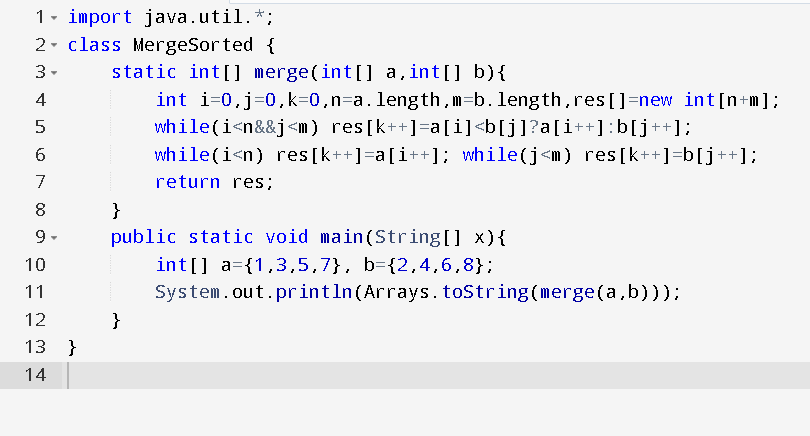 1 import java.util.*;
2 class MergeSorted {
3     static int[] merge(int[] a,int[] b){
4         int i=0,j=0,k=0,n=a.length,m=b.length,res[]=new int[n+m];
5         while(i<n&&j<m) res[k++]=a[i]<b[j]?a[i++]:b[j++];
6         while(i<n) res[k++]=a[i++]; while(j<m) res[k++]=b[j++];
7         return res;
8     }
9     public static void main(String[] x){
10         int[] a={1,3,5,7}, b={2,4,6,8};
11         System.out.println(Arrays.toString(merge(a,b)));
12     }
13 }
14